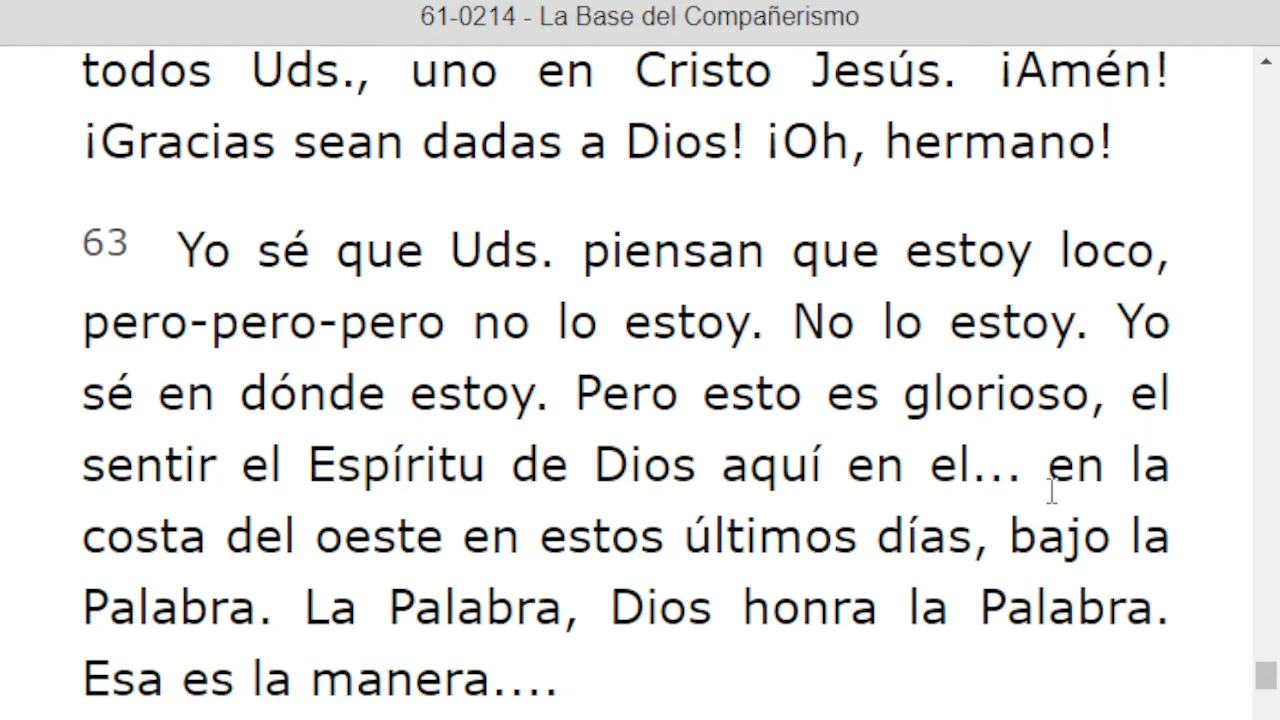 61-0214 - La Base del Compañerismo
todos Uds., uno en Cristo Jesús. ¡Amén!
¡Gracias sean dadas a Dios! ¡Oh, hermano!
63 Yo sé que Uds. piensan que estoy loco,
pero-pero-pero no lo estoy. No lo estoy. Yo
sé en dónde estoy. Pero esto es glorioso, el
sentir el Espíritu de Dios aquí en el... en la
costa del oeste en estos últimos días, bajo la
Palabra. La Palabra, Dios honra la Palabra.
Esa es la manera....